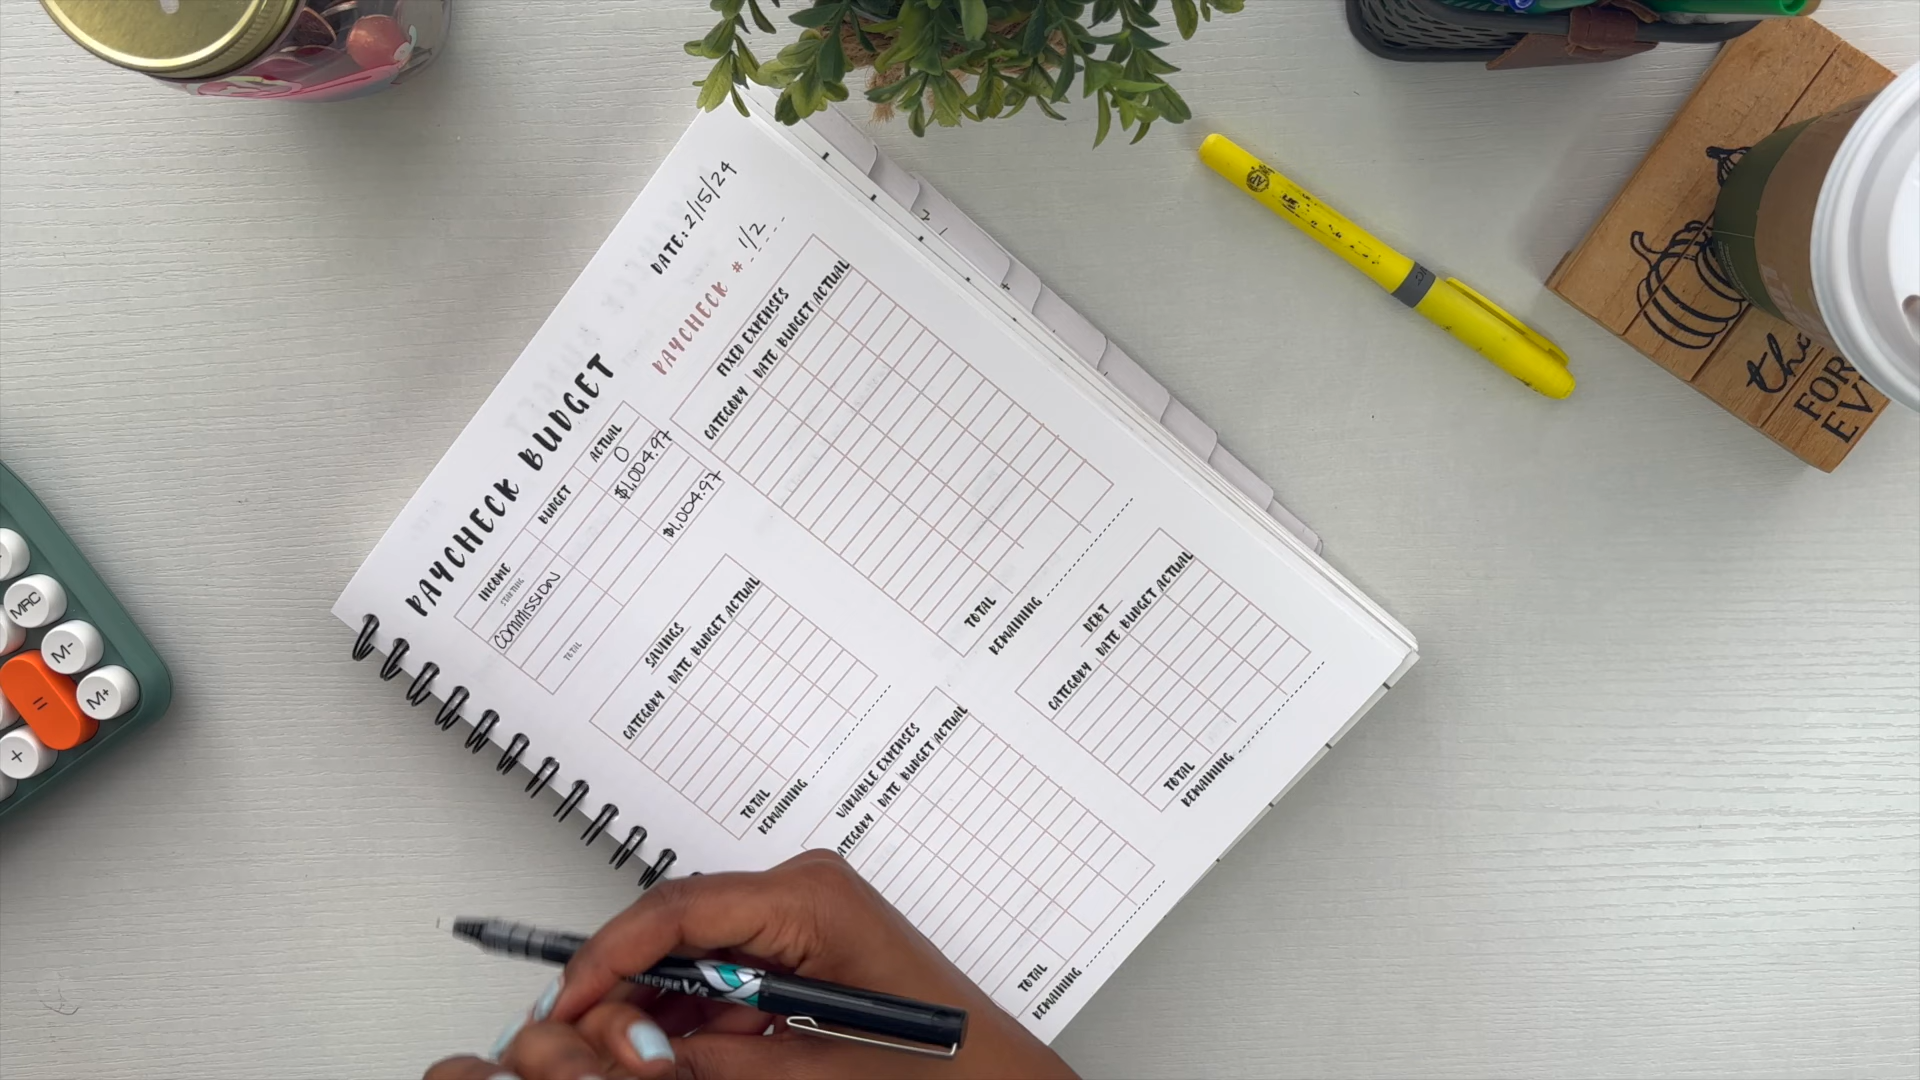 DATE: 2/15/24
PAYCHECK BUDGET
PAYCHECK # 1/2
INCOME BUDGET ACTUAL
0
COMMISSION $1,004.97
TOTAL $1,004.97
FIXED EXPENSES
CATEGORY DATE BUDGET ACTUAL
TOTAL
REMAINING
SAVINGS
CATEGORY DATE BUDGET ACTUAL
TOTAL
REMAINING
DEBT
CATEGORY DATE BUDGET ACTUAL
TOTAL
REMAINING
VARIABLE EXPENSES
CATEGORY DATE BUDGET ACTUAL
TOTAL
REMAINING
MRC
M-
M+
=
+
PRECISE V5
AP
FOR